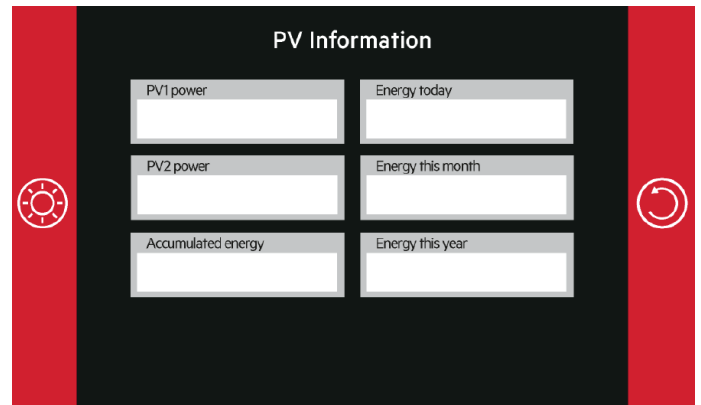 PV Information
PV1 power
Energy today
PV2 power
Energy this month
Accumulated energy
Energy this year